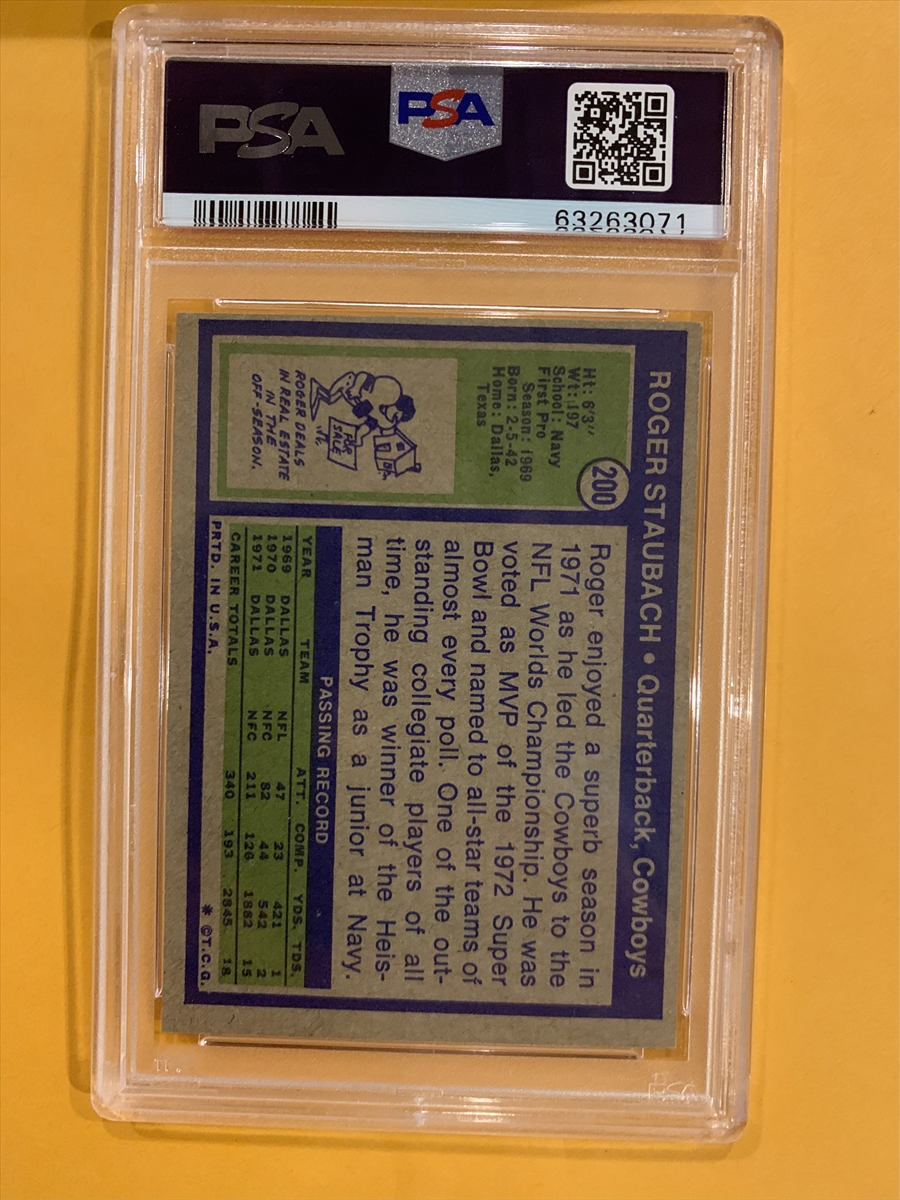 PSA
PSA
63263071
ROGER STAUBACH • Quarterback, Cowboys
200
Ht: 6'3"
Wt: 197
School: Navy
First Pro
Season: 1969
Born: 2-5-42
Home: Dallas,
Texas
FOR
SALE
ROGER DEALS
IN REAL ESTATE
IN THE
OFF-SEASON.
Roger enjoyed a superb season in
1971 as he led the Cowboys to the
NFL Worlds Championship. He was
voted as MVP of the 1972 Super
Bowl and named to all-star teams of
almost every poll. One of the out-
standing collegiate players of all
time, he was winner of the Heis-
man Trophy as a junior at Navy.
PASSING RECORD
YEAR TEAM ATT. COMP. YDS. TDS.
1969 DALLAS NFL 47 23 421 1
1970 DALLAS NFC 82 44 542 2
1971 DALLAS NFC 211 126 1882 15
CAREER TOTALS 340 193 2845 18
PRTD. IN U.S.A. * ©T.C.G.